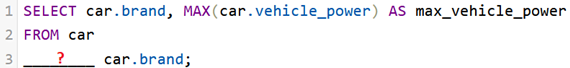 1 SELECT car.brand, MAX(car.vehicle_power) AS max_vehicle_power
2 FROM car
3 ____?____ car.brand;